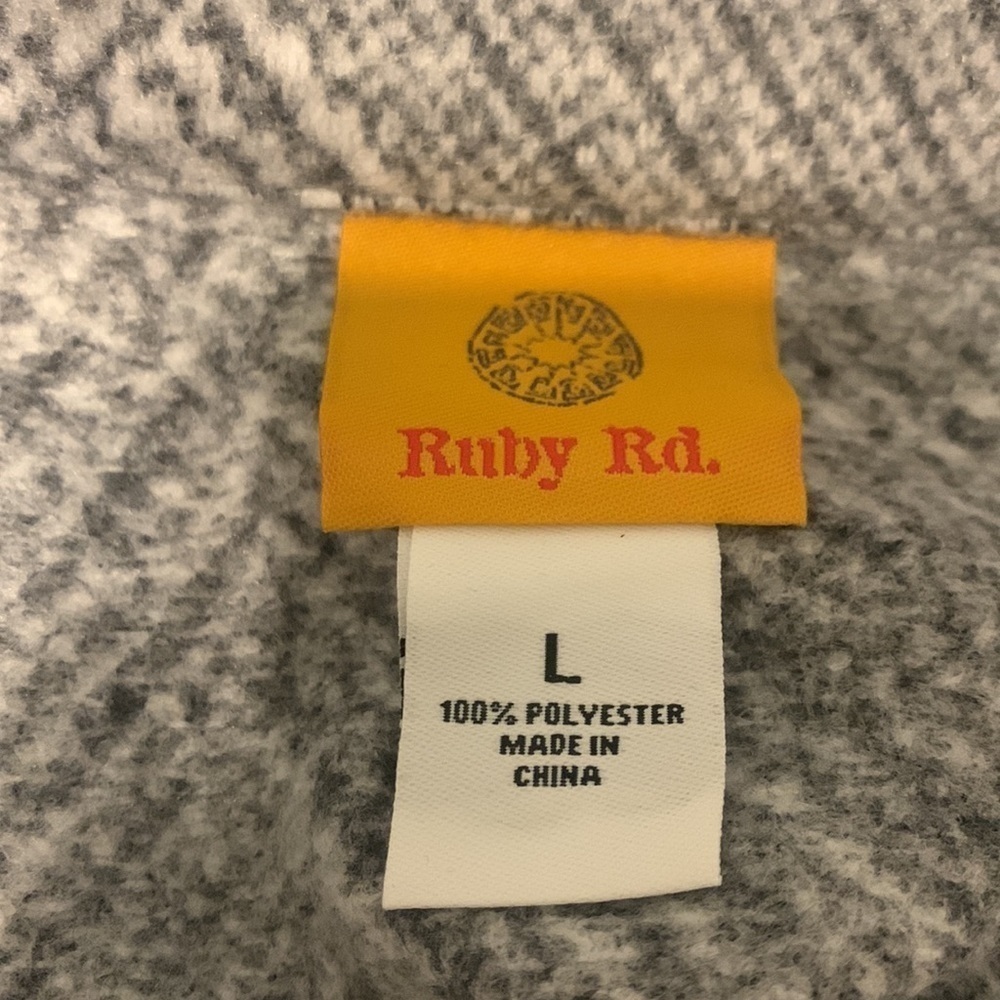 Ruby Rd.
L
100% POLYESTER
MADE IN
CHINA